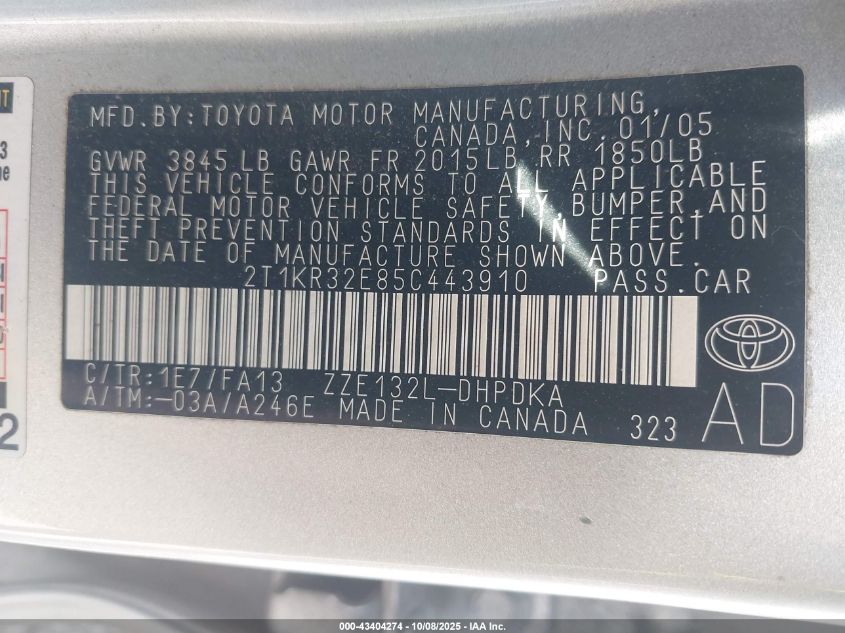 MFD.BY:TOYOTA MOTOR MANUFACTURING,
CANADA,INC. 01/05
GVWR 3845 LB GAWR FR 2015LB RR 1850LB
THIS VEHICLE CONFORMS TO ALL APPLICABLE
FEDERAL MOTOR VEHICLE SAFETY,BUMPER,AND
THEFT PREVENTION STANDARDS IN EFFECT ON
THE DATE OF MANUFACTURE SHOWN ABOVE.
2T1KR32E85C443910 PASS.CAR
C/TR:1E7/FA13 ZZE132L-DHPDKA
A/TM:-03A/A246E MADE IN CANADA 323 AD
3
ne
2
000-43404274 - 10/08/2025 - IAA Inc.